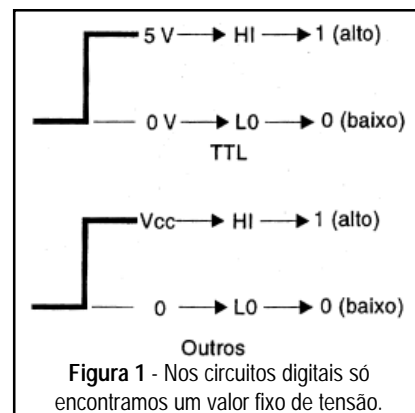 5 V → HI → 1 (alto)
0 V → L0 → 0 (baixo)
TTL
Vcc → HI → 1 (alto)
0 → L0 → 0 (baixo)
Outros
Figura 1 - Nos circuitos digitais só
encontramos um valor fixo de tensão.